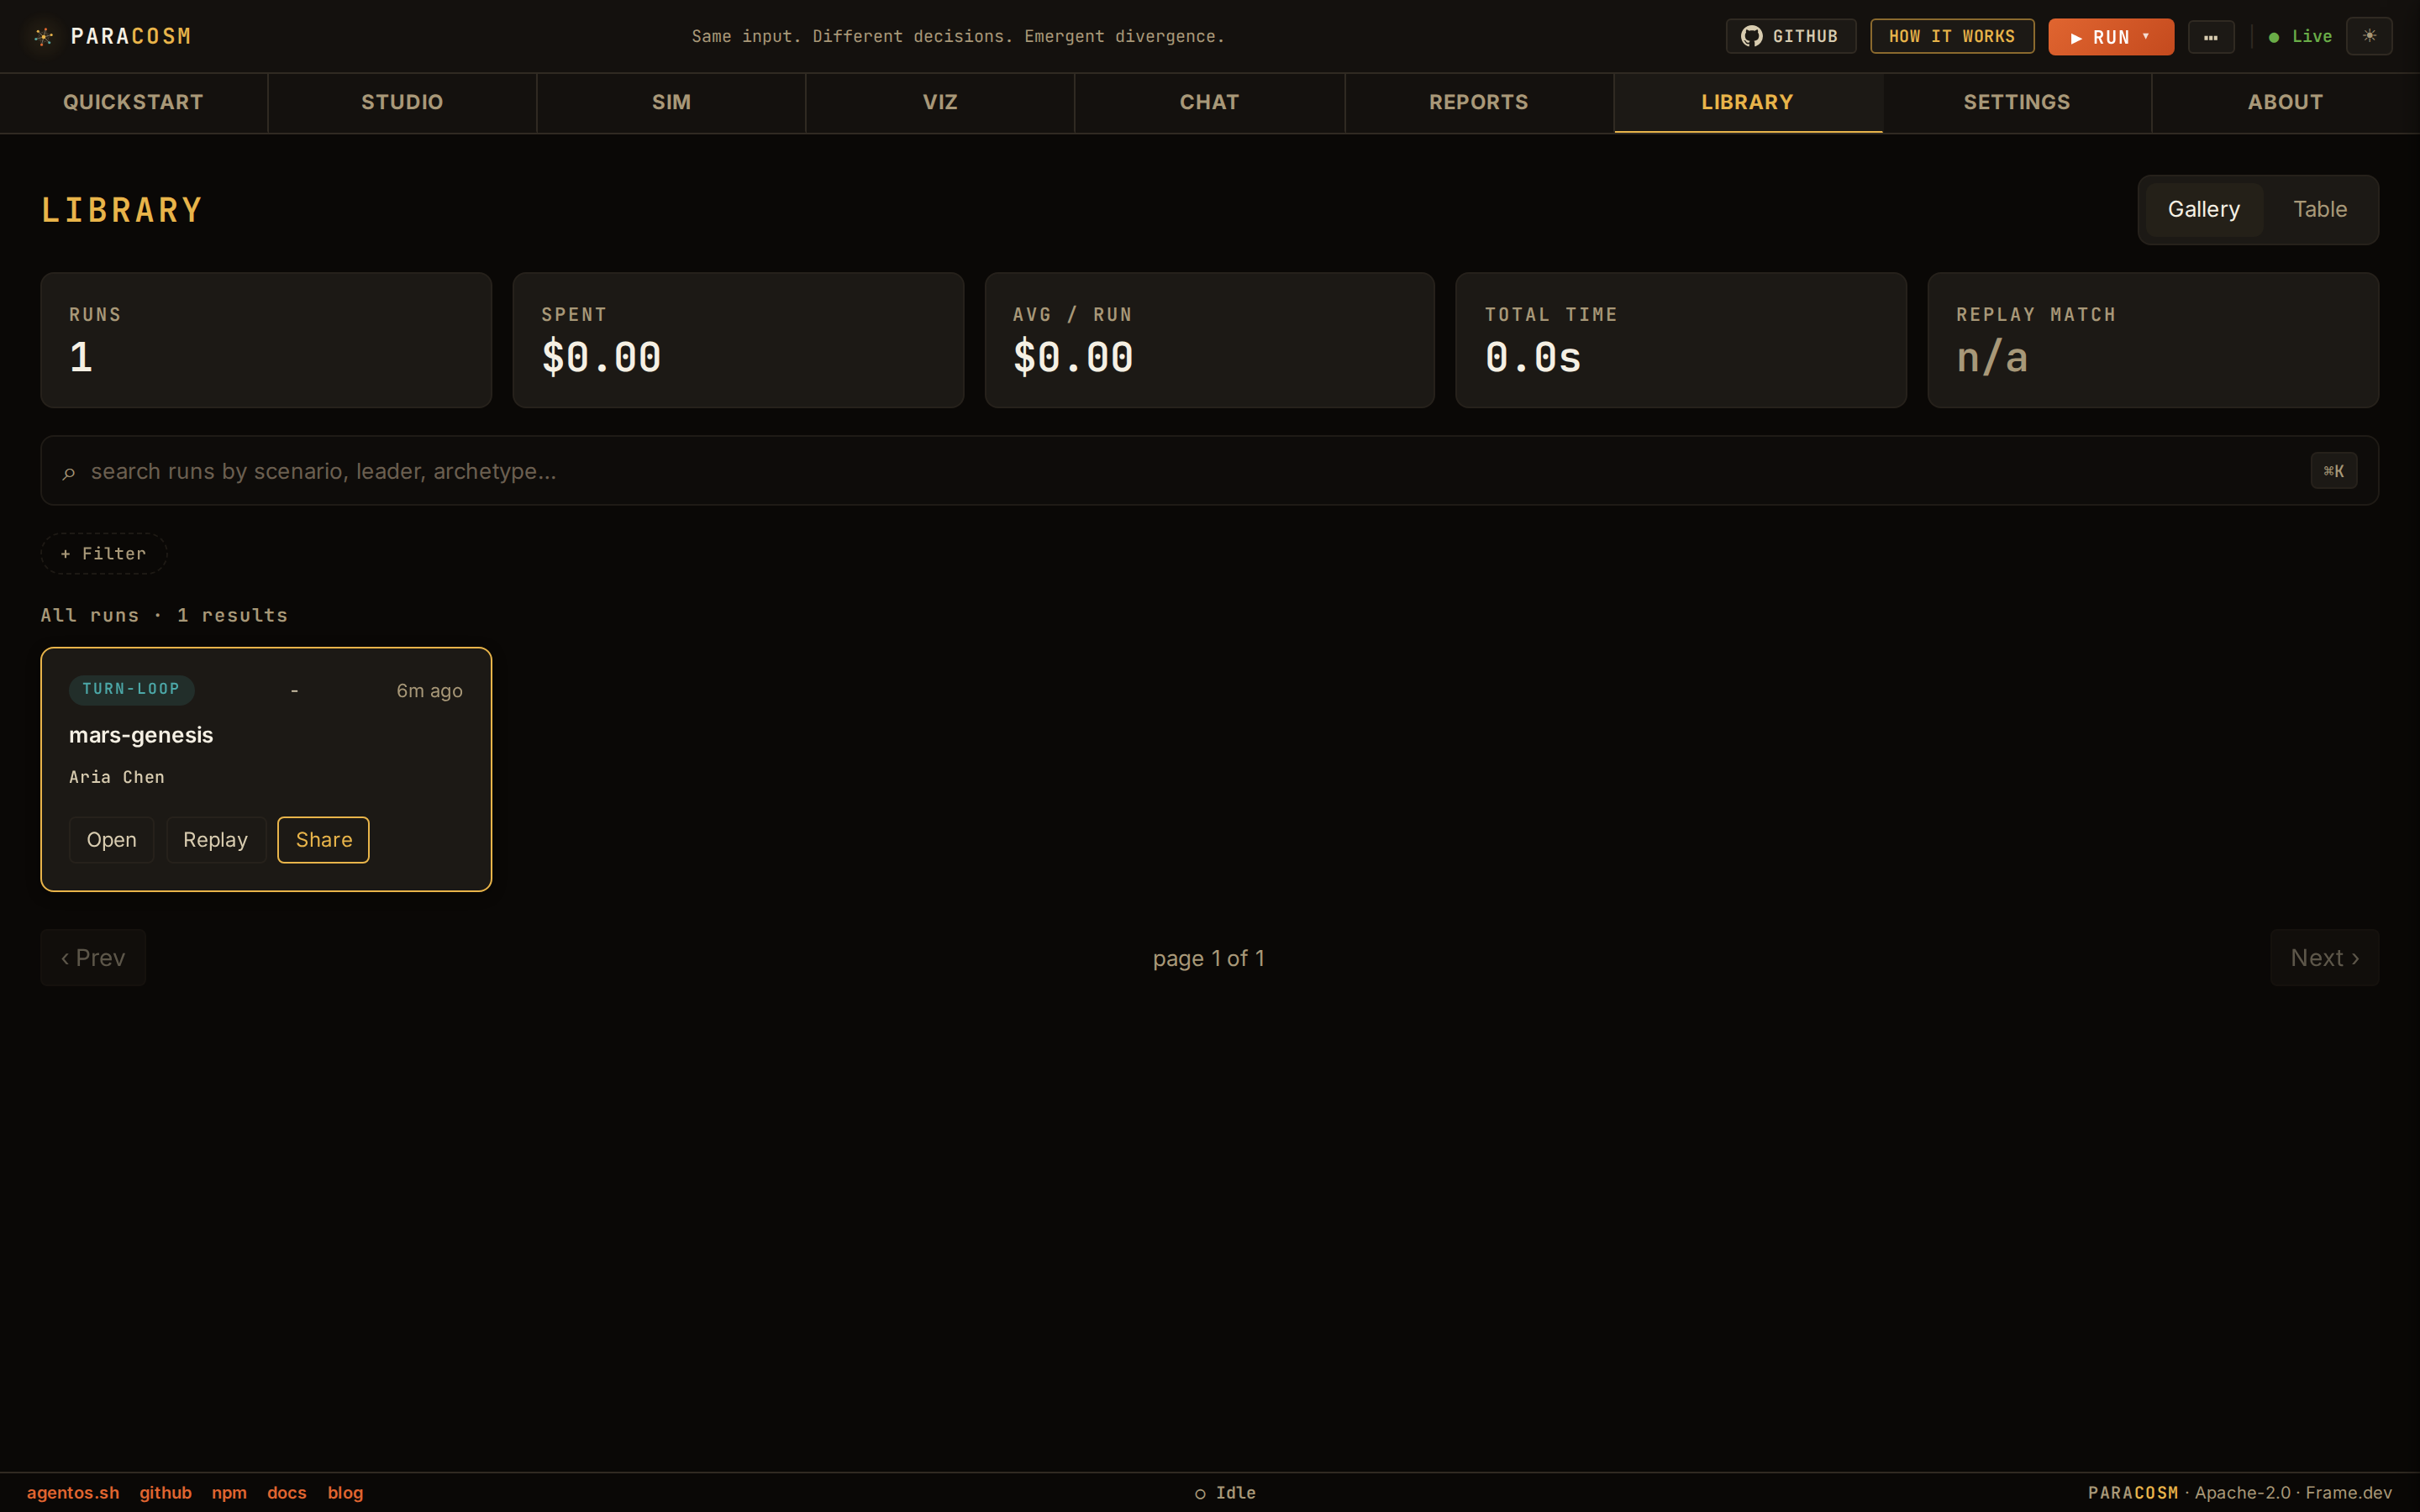 PARACOSM
Same input. Different decisions. Emergent divergence.
GITHUB
HOW IT WORKS
▶ RUN ▾
⋯
● Live
☀
QUICKSTART
STUDIO
SIM
VIZ
CHAT
REPORTS
LIBRARY
SETTINGS
ABOUT
LIBRARY
Gallery
Table
RUNS
1
SPENT
$0.00
AVG / RUN
$0.00
TOTAL TIME
0.0s
REPLAY MATCH
n/a
⌕ search runs by scenario, leader, archetype...
⌘K
+ Filter
All runs · 1 results
TURN-LOOP
-
6m ago
mars-genesis
Aria Chen
Open
Replay
Share
‹ Prev
page 1 of 1
Next ›
agentos.sh
github
npm
docs
blog
○ Idle
PARACOSM · Apache-2.0 · Frame.dev